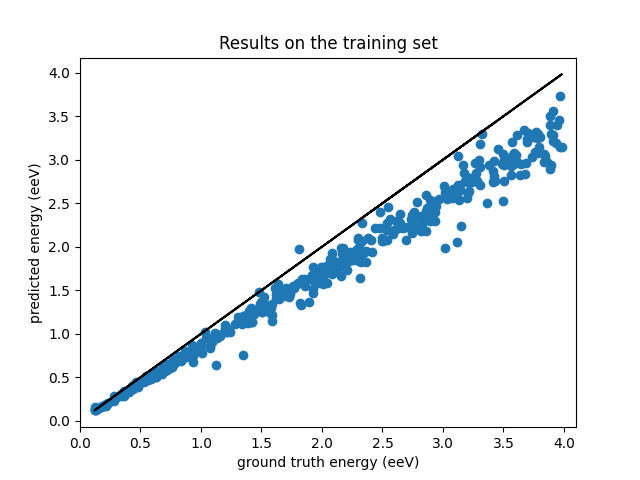 Results on the training set
4.0
3.5
3.0
2.5
2.0
1.5
1.0
0.5
0.0
predicted energy (eeV)
0.0 0.5 1.0 1.5 2.0 2.5 3.0 3.5 4.0
ground truth energy (eeV)